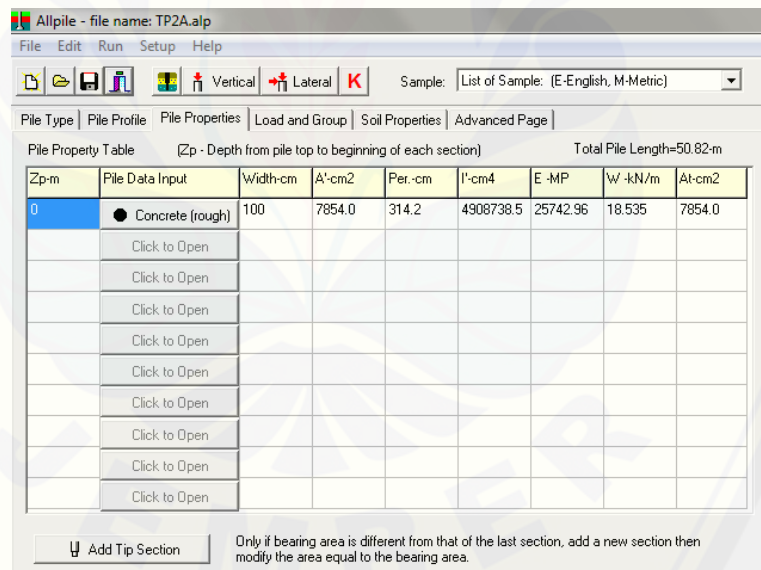 Allpile - file name: TP2A.alp
File Edit Run Setup Help
Vertical Lateral K Sample: List of Sample: (E-English, M-Metric)
Pile Type Pile Profile Pile Properties Load and Group Soil Properties Advanced Page
Pile Property Table (Zp - Depth from pile top to beginning of each section) Total Pile Length=50.82-m
Zp-m Pile Data Input Width-cm A'-cm2 Per.-cm I'-cm4 E -MP W -kN/m At-cm2
0 Concrete (rough) 100 7854.0 314.2 4908738.5 25742.96 18.535 7854.0
Click to Open
Click to Open
Click to Open
Click to Open
Click to Open
Click to Open
Click to Open
Click to Open
Click to Open
Add Tip Section Only if bearing area is different from that of the last section, add a new section then
modify the area equal to the bearing area.